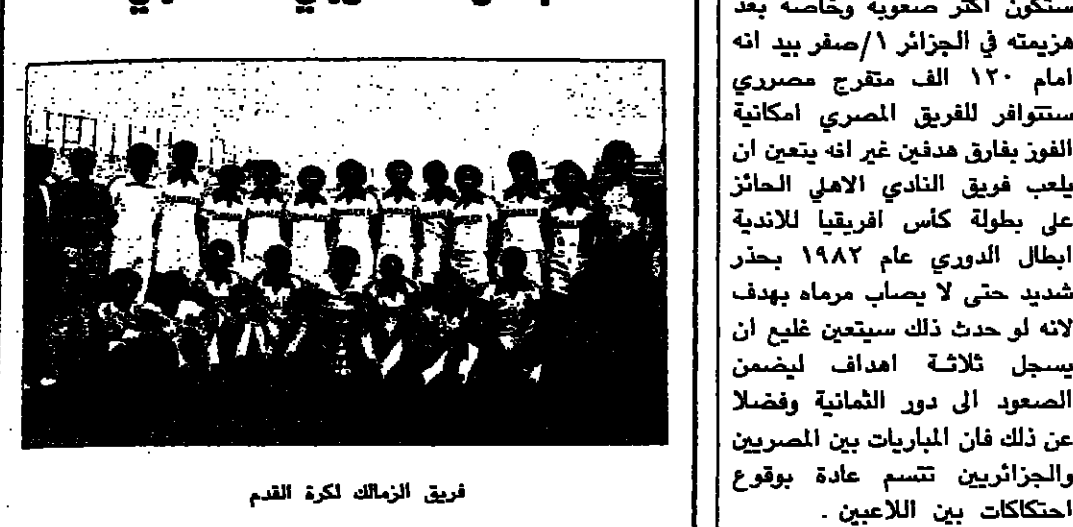 ستكون اكثر صعوبة وخاصة بعد
هزيمته في الجزائر ١/صفر بيد انه
امام ١٢٠ الف متفرج مصرري
ستتوافر للفريق المصري امكانية
الفوز بفارق هدفين غير انه يتعين ان
يلعب فريق النادي الاهلي الحائز
على بطولة كأس افريقيا للاندية
ابطال الدوري عام ١٩٨٢ بحذر
شديد حتى لا يصاب مرماه بهدف
لانه لو حدث ذلك سيتعين غليع ان
يسجل ثلاثة اهداف ليضمن
الصعود الى دور الثمانية وفضلا
عن ذلك فان المباريات بين المصريين
والجزائريين تتسم عادة بوقوع
احتكاكات بين اللاعبين .
فريق الزمالك لكرة القدم